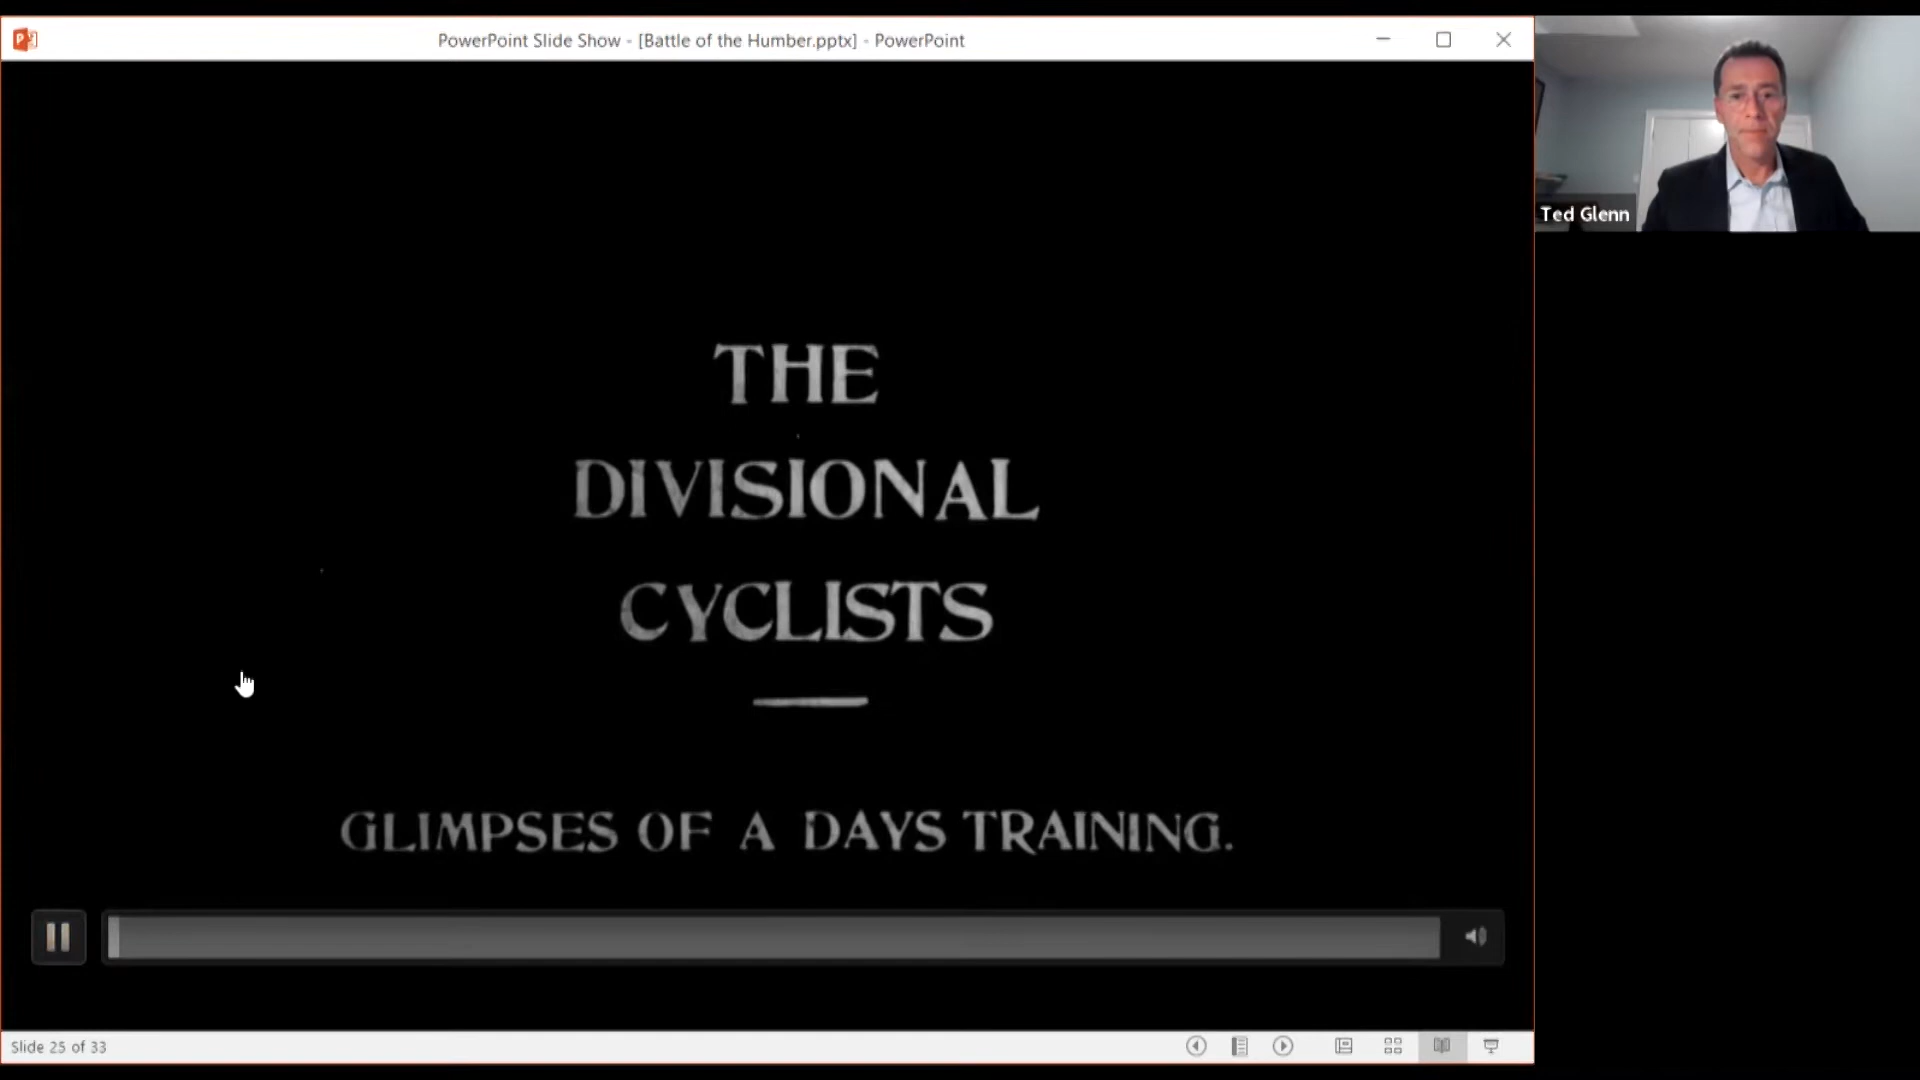 PowerPoint Slide Show - [Battle of the Humber.pptx] - PowerPoint
THE
DIVISIONAL
CYCLISTS
GLIMPSES OF A DAYS TRAINING.
Ted Glenn
Slide 25 of 33